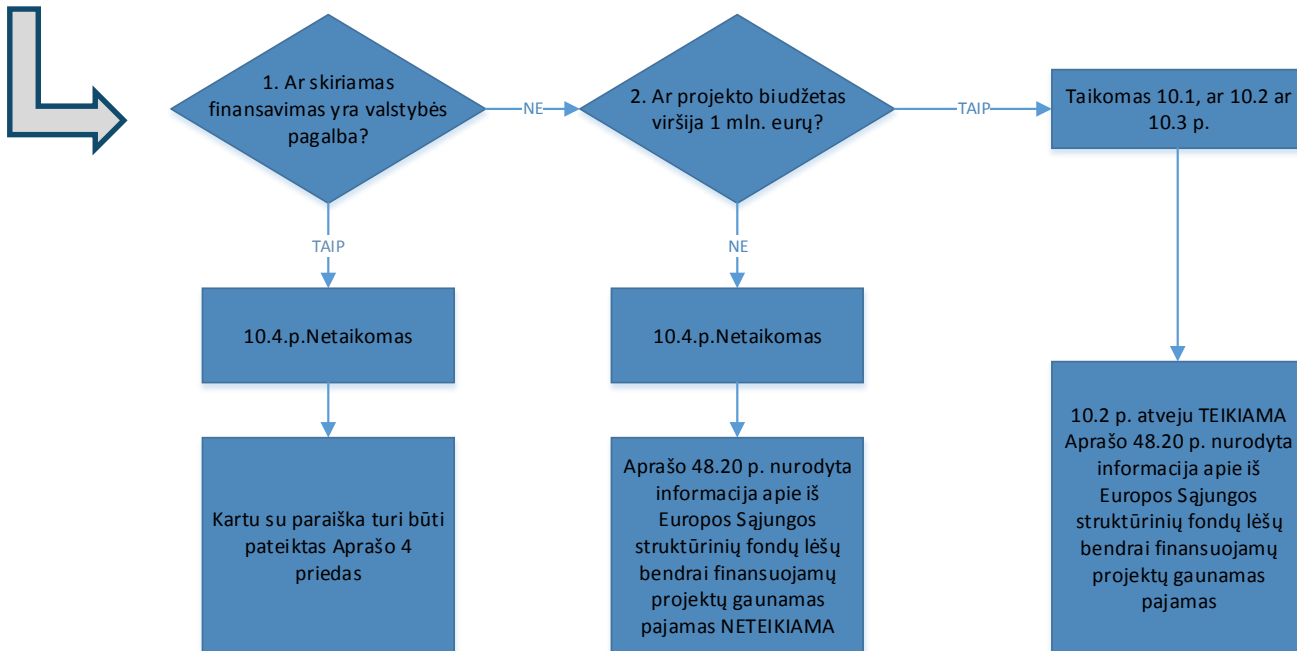 1. Ar skiriamas
finansavimas yra valstybės
pagalba?
NE
2. Ar projekto biudžetas
viršija 1 mln. eurų?
TAIP
Taikomas 10.1, ar 10.2 ar
10.3 p.
TAIP
NE
10.4.p.Netaikomas
10.4.p.Netaikomas
Kartu su paraiška turi būti
pateiktas Aprašo 4
priedas
Aprašo 48.20 p. nurodyta
informacija apie iš
Europos Sąjungos
struktūrinių fondų lėšų
bendrai finansuojamų
projektų gaunamas
pajamas NETEIKIAMA
10.2 p. atveju TEIKIAMA
Aprašo 48.20 p. nurodyta
informacija apie iš
Europos Sąjungos
struktūrinių fondų lėšų
bendrai finansuojamų
projektų gaunamas
pajamas